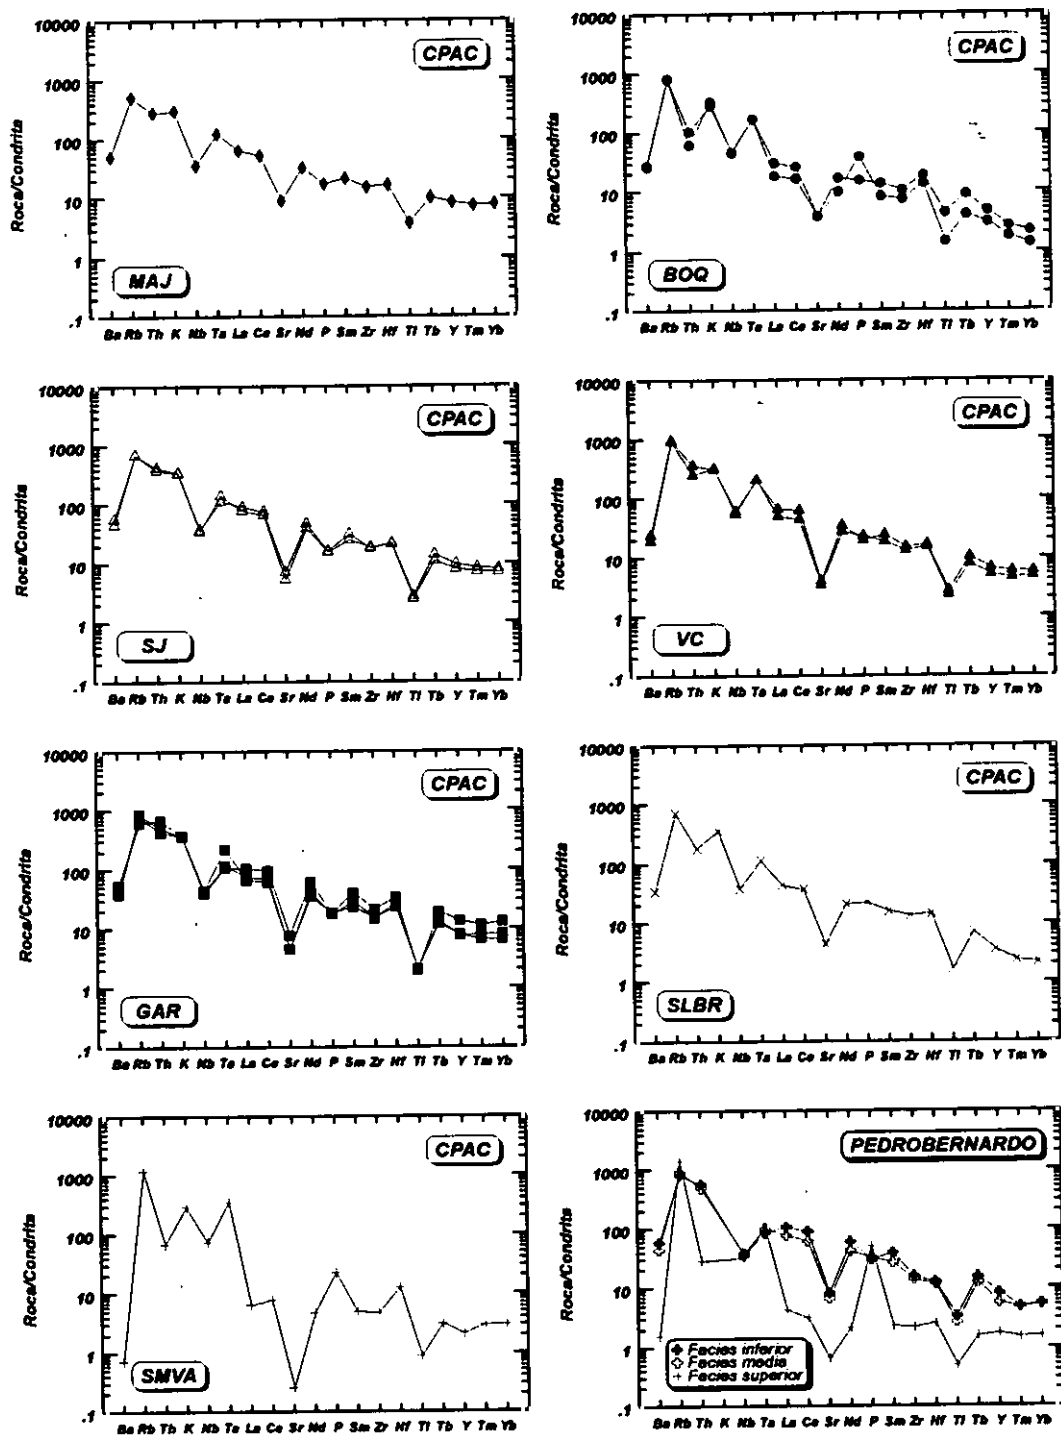 10000
1000
100
10
1
.1
Roca/Condrita
CPAC
MAJ
Ba Rb Th K Nb Ta La Ce Sr Nd P Sm Zr Hf Ti Tb Y Tm Yb
10000
1000
100
10
1
.1
Roca/Condrita
CPAC
BOQ
Ba Rb Th K Nb Ta La Ce Sr Nd P Sm Zr Hf Ti Tb Y Tm Yb
10000
1000
100
10
1
.1
Roca/Condrita
CPAC
SJ
Ba Rb Th K Nb Ta La Ce Sr Nd P Sm Zr Hf Ti Tb Y Tm Yb
10000
1000
100
10
1
.1
Roca/Condrita
CPAC
VC
Ba Rb Th K Nb Ta La Ce Sr Nd P Sm Zr Hf Ti Tb Y Tm Yb
10000
1000
100
10
1
.1
Roca/Condrita
CPAC
GAR
Ba Rb Th K Nb Ta La Ce Sr Nd P Sm Zr Hf Ti Tb Y Tm Yb
10000
1000
100
10
1
.1
Roca/Condrita
CPAC
SLBR
Ba Rb Th K Nb Ta La Ce Sr Nd P Sm Zr Hf Ti Tb Y Tm Yb
10000
1000
100
10
1
.1
Roca/Condrita
CPAC
SMVA
Ba Rb Th K Nb Ta La Ce Sr Nd P Sm Zr Hf Ti Tb Y Tm Yb
10000
1000
100
10
1
.1
Roca/Condrita
PEDROBERNARDO
Facies inferior
Facies media
Facies superior
Ba Rb Th K Nb Ta La Ce Sr Nd P Sm Zr Hf Ti Tb Y Tm Yb